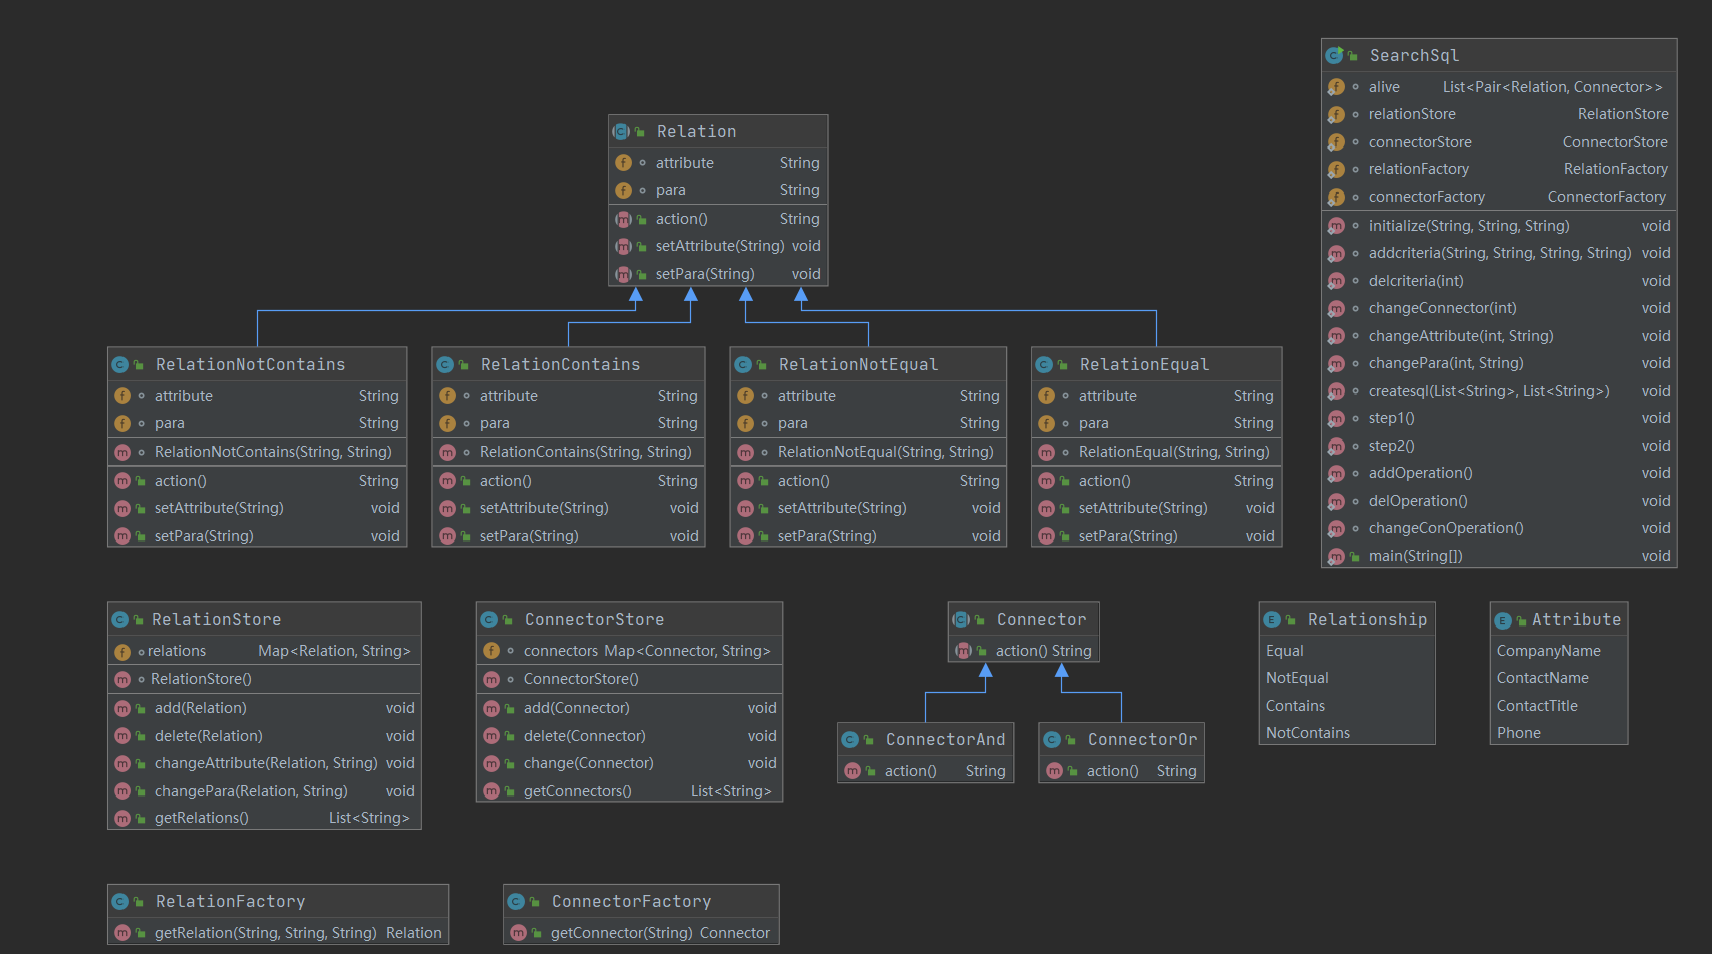 Relation
attribute String
para String
action() String
setAttribute(String) void
setPara(String) void
SearchSql
alive List<Pair<Relation, Connector>>
relationStore RelationStore
connectorStore ConnectorStore
relationFactory RelationFactory
connectorFactory ConnectorFactory
initialize(String, String, String) void
addcriteria(String, String, String, String) void
delcriteria(int) void
changeConnector(int) void
changeAttribute(int, String) void
changePara(int, String) void
createsql(List<String>, List<String>) void
step1() void
step2() void
addOperation() void
delOperation() void
changeConOperation() void
main(String[]) void
RelationNotContains
attribute String
para String
RelationNotContains(String, String)
action() String
setAttribute(String) void
setPara(String) void
RelationContains
attribute String
para String
RelationContains(String, String)
action() String
setAttribute(String) void
setPara(String) void
RelationNotEqual
attribute String
para String
RelationNotEqual(String, String)
action() String
setAttribute(String) void
setPara(String) void
RelationEqual
attribute String
para String
RelationEqual(String, String)
action() String
setAttribute(String) void
setPara(String) void
RelationStore
relations Map<Relation, String>
RelationStore()
add(Relation) void
delete(Relation) void
changeAttribute(Relation, String) void
changePara(Relation, String) void
getRelations() List<String>
ConnectorStore
connectors Map<Connector, String>
ConnectorStore()
add(Connector) void
delete(Connector) void
change(Connector) void
getConnectors() List<String>
Connector
action() String
ConnectorAnd
action() String
ConnectorOr
action() String
Relationship
Equal
NotEqual
Contains
NotContains
Attribute
CompanyName
ContactName
ContactTitle
Phone
RelationFactory
getRelation(String, String, String) Relation
ConnectorFactory
getConnector(String) Connector